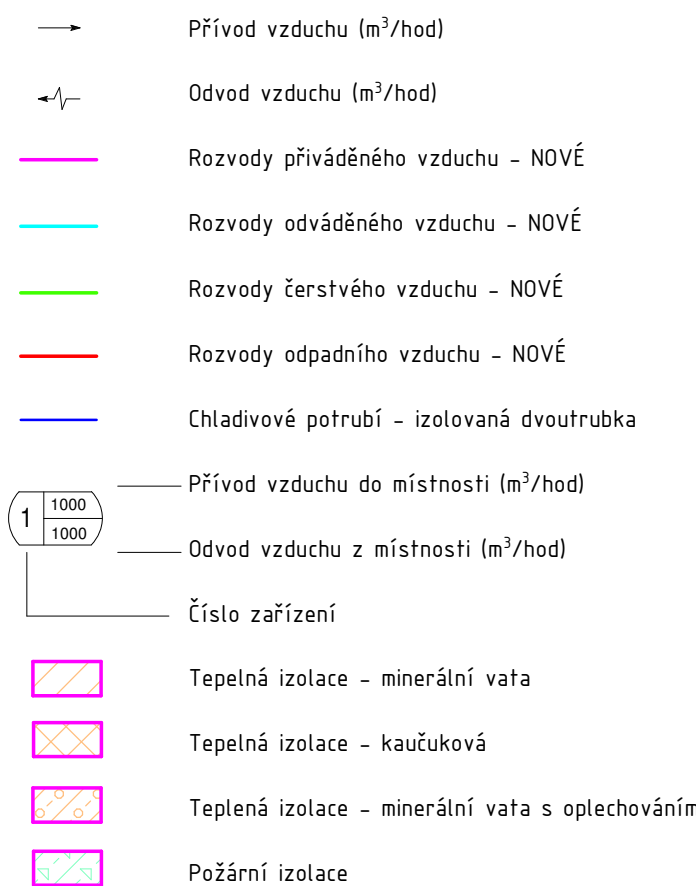 Přívod vzduchu (m³/hod)
Odvod vzduchu (m³/hod)
Rozvody přiváděného vzduchu - NOVÉ
Rozvody odváděného vzduchu - NOVÉ
Rozvody čerstvého vzduchu - NOVÉ
Rozvody odpadního vzduchu - NOVÉ
Chladivové potrubí - izolovaná dvoutrubka
Přívod vzduchu do místnosti (m³/hod)
1 1000
1000
Odvod vzduchu z místnosti (m³/hod)
Číslo zařízení
Tepelná izolace - minerální vata
Tepelná izolace - kaučuková
Teplená izolace - minerální vata s oplechováním
Požární izolace